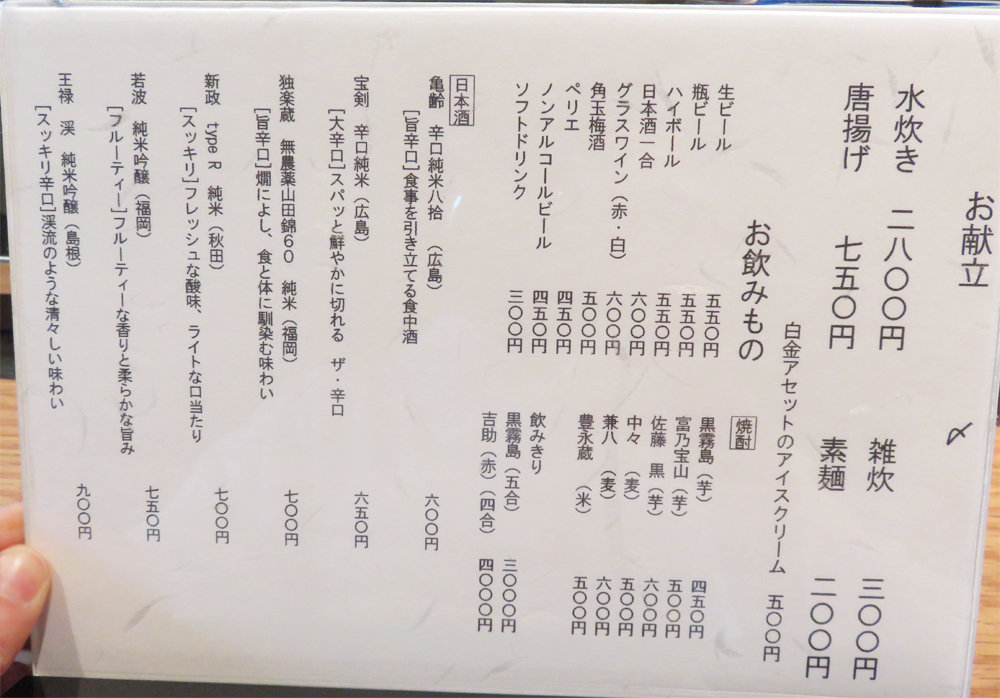 お献立
水炊き 二八〇〇円
唐揚げ 七五〇円
〆
雑炊 三〇〇円
素麺 二〇〇円
白金アセットのアイスクリーム 五〇〇円
お飲みもの
生ビール 五五〇円
瓶ビール 五五〇円
ハイボール 五五〇円
日本酒一合 六〇〇円
グラスワイン（赤・白） 六〇〇円
角玉梅酒 五〇〇円
ペリエ 四五〇円
ノンアルコールビール 四五〇円
ソフトドリンク 三〇〇円
焼酎
黒霧島（芋） 四五〇円
富乃宝山（芋） 五〇〇円
佐藤 黒（芋） 六〇〇円
中々（麦） 五〇〇円
兼八（麦） 六〇〇円
豊永蔵（米） 五〇〇円
飲みきり
黒霧島（五合） 三〇〇〇円
吉助（赤）（四合） 四〇〇〇円
日本酒
亀齢 辛口純米八拾（広島）
［旨辛口］食事を引き立てる食中酒 六〇〇円
宝剣 辛口純米（広島）
［大辛口］スパッと鮮やかに切れる ザ・辛口 六五〇円
独楽蔵 無農薬山田錦６０ 純米（福岡）
［旨辛口］燗によし、食と体に馴染む味わい 七〇〇円
新政 type R 純米（秋田）
［スッキリ］フレッシュな酸味、ライトな口当たり 七〇〇円
若波 純米吟醸（福岡）
［フルーティー］フルーティーな香りと柔らかな旨み 七五〇円
王禄 渓 純米吟醸（島根）
［スッキリ辛口］渓流のような清々しい味わい 九〇〇円